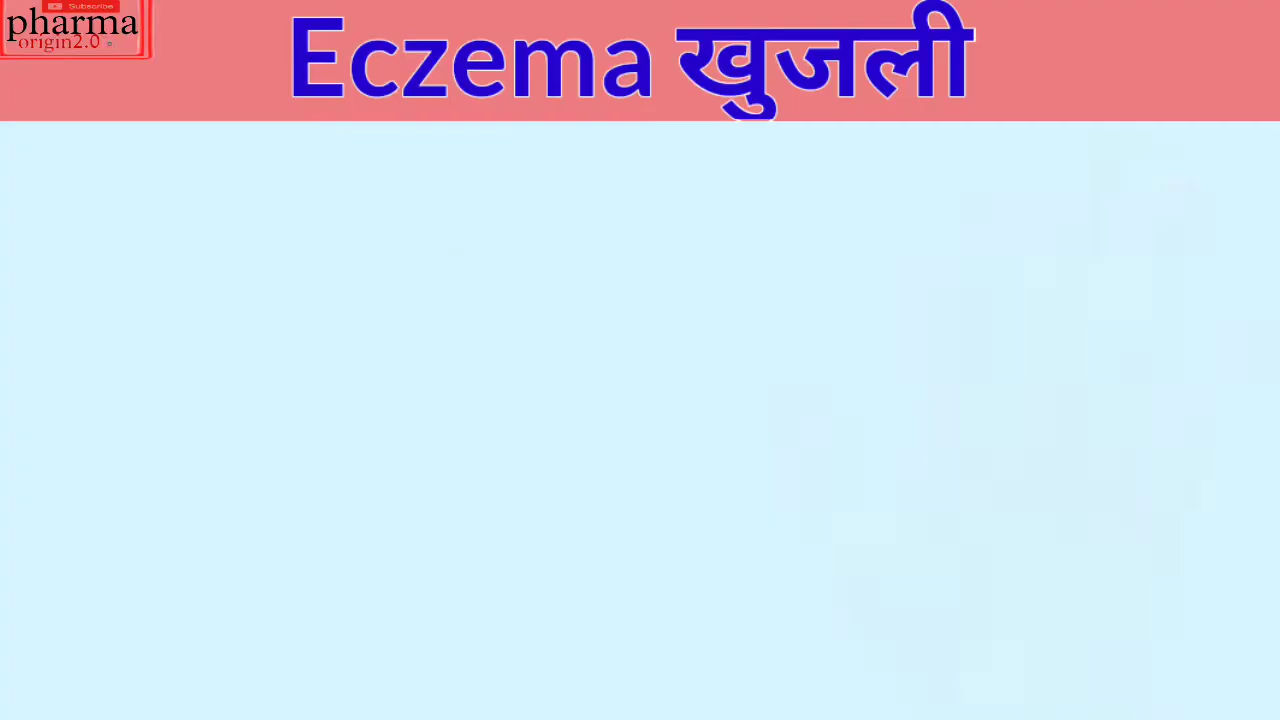 Subscribe
pharma
origin2.0
Eczema खुजली